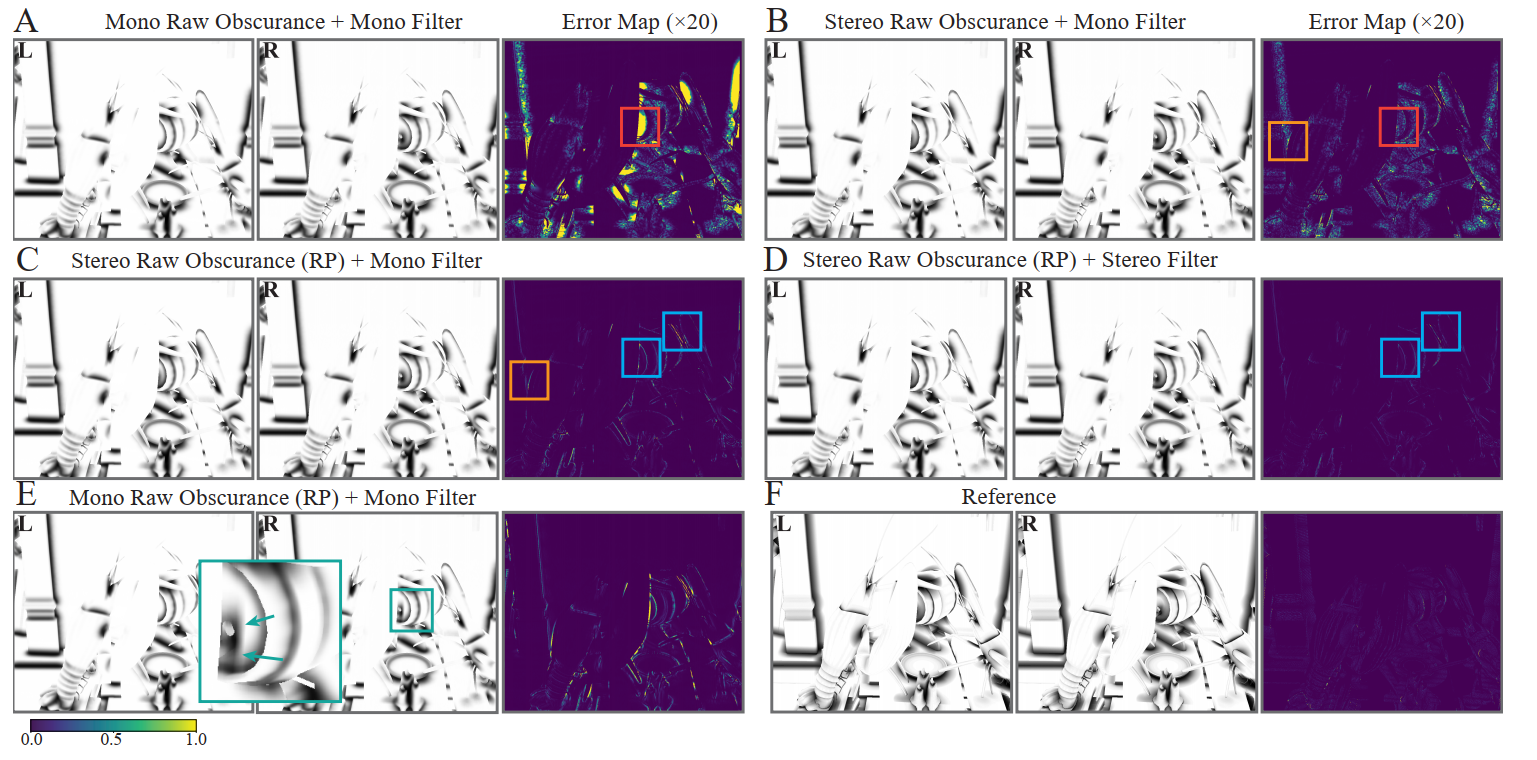 A Mono Raw Obscurance + Mono Filter Error Map (×20)
L R
B Stereo Raw Obscurance + Mono Filter Error Map (×20)
L R
C Stereo Raw Obscurance (RP) + Mono Filter
L R
D Stereo Raw Obscurance (RP) + Stereo Filter
L R
E Mono Raw Obscurance (RP) + Mono Filter
L R
F Reference
L R
0.0 0.5 1.0